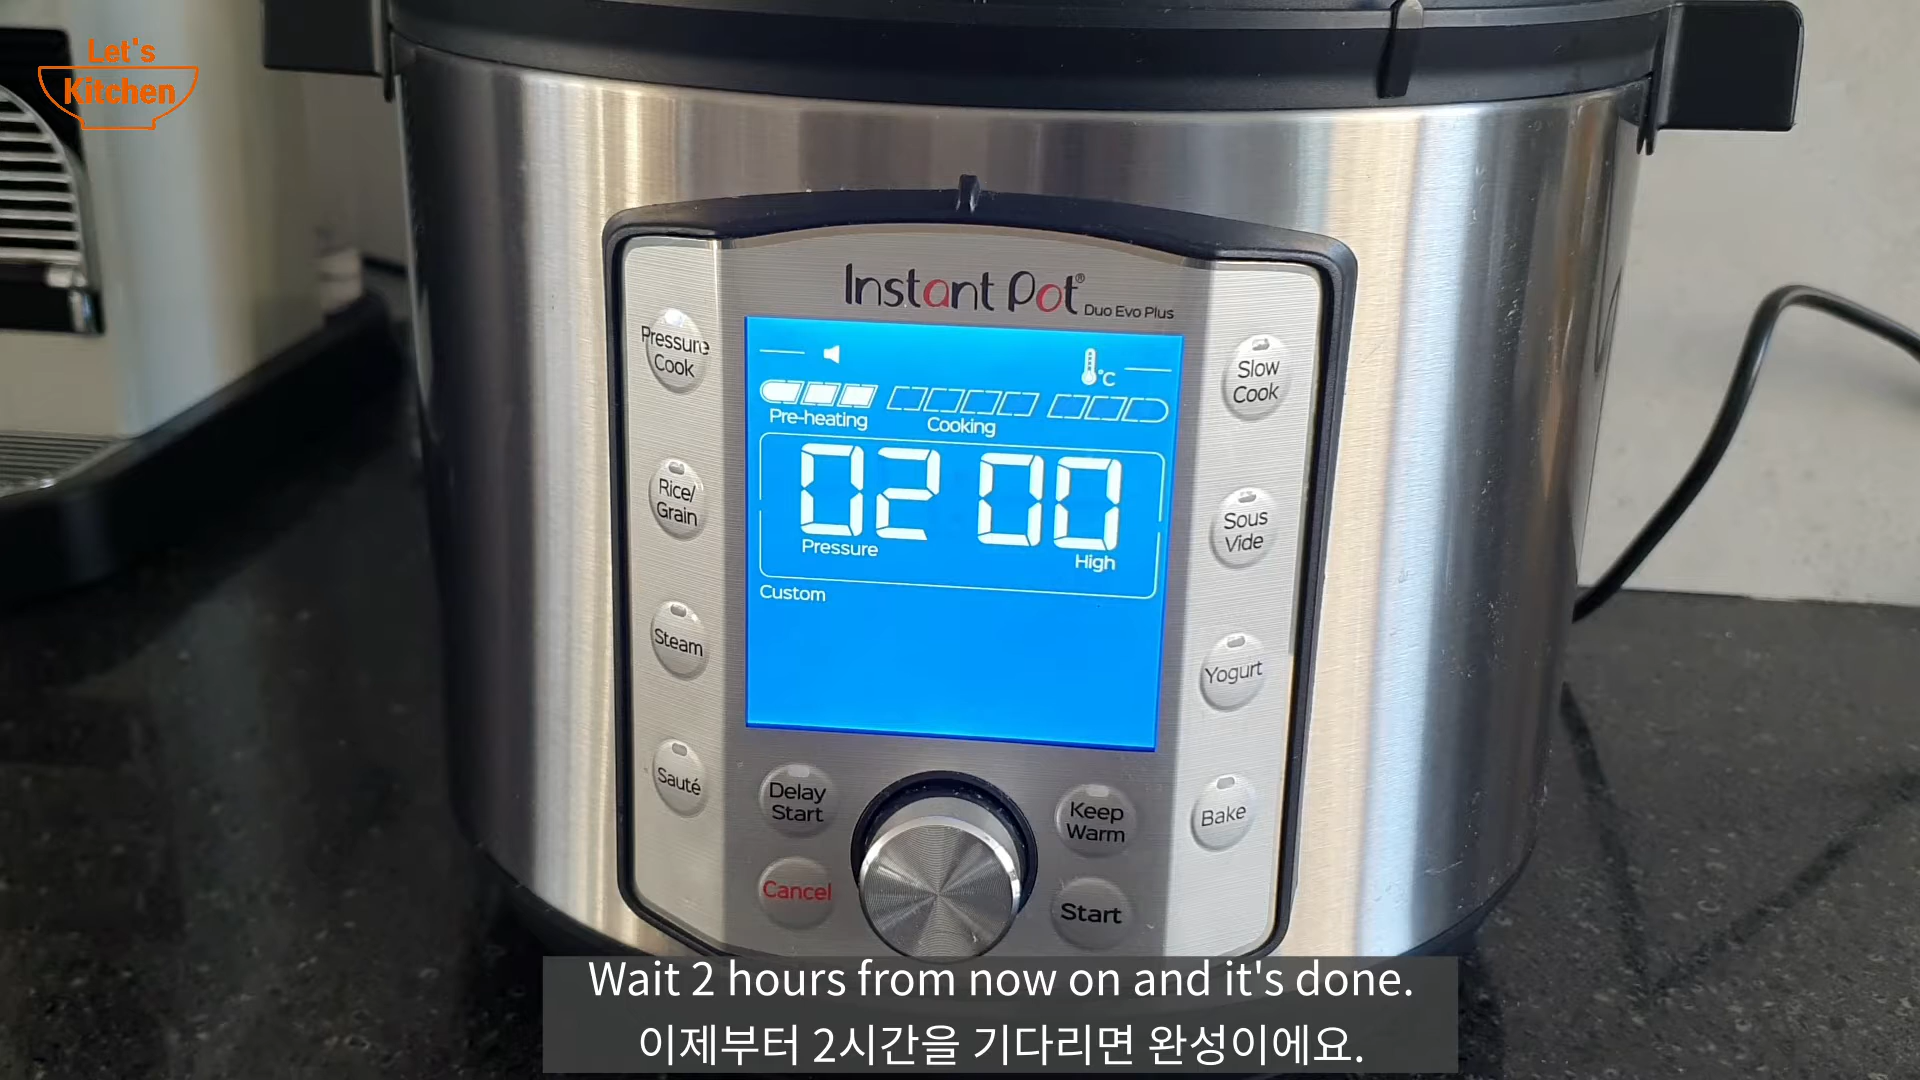 Let's
Kitchen
Instant Pot®
Duo Evo Plus
°C
Pre-heating
Cooking
02 00
Pressure
High
Custom
Pressure
Cook
Rice/
Grain
Steam
Sauté
Slow
Cook
Sous
Vide
Yogurt
Bake
Delay
Start
Keep
Warm
Cancel
Start
Wait 2 hours from now on and it's done.
이제부터 2시간을 기다리면 완성이에요.